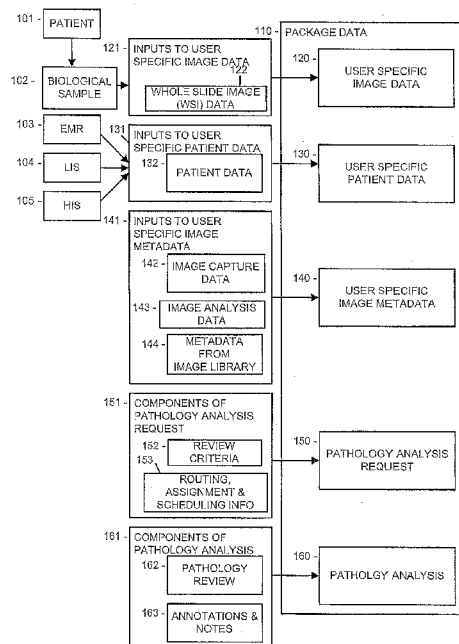 101 -
PATIENT
102 -
BIOLOGICAL
SAMPLE
103 -
EMR
104 -
LIS
105 -
HIS
121 -
INPUTS TO USER
SPECIFIC IMAGE DATA
122
WHOLE SLIDE IMAGE
(WSI) DATA
131
INPUTS TO USER
SPECIFIC PATIENT DATA
132 -
PATIENT DATA
141 -
INPUTS TO USER
SPECIFIC IMAGE
METADATA
142 -
IMAGE CAPTURE
DATA
143 -
IMAGE ANALYSIS
DATA
144 -
METADATA
FROM
IMAGE LIBRARY
151 -
COMPONENTS OF
PATHOLOGY ANALYSIS
REQUEST
152 -
REVIEW
CRITERIA
153
ROUTING,
ASSIGNMENT &
SCHEDULING INFO
161 -
COMPONENTS OF
PATHOLOGY ANALYSIS
162 -
PATHOLOGY
REVIEW
163 -
ANNOTATIONS &
NOTES
110 -
PACKAGE DATA
120 -
USER SPECIFIC
IMAGE DATA
130 -
USER SPECIFIC
PATIENT DATA
140 -
USER SPECIFIC
IMAGE METADATA
150 -
PATHOLOGY ANALYSIS
REQUEST
160 -
PATHOLGY ANALYSIS